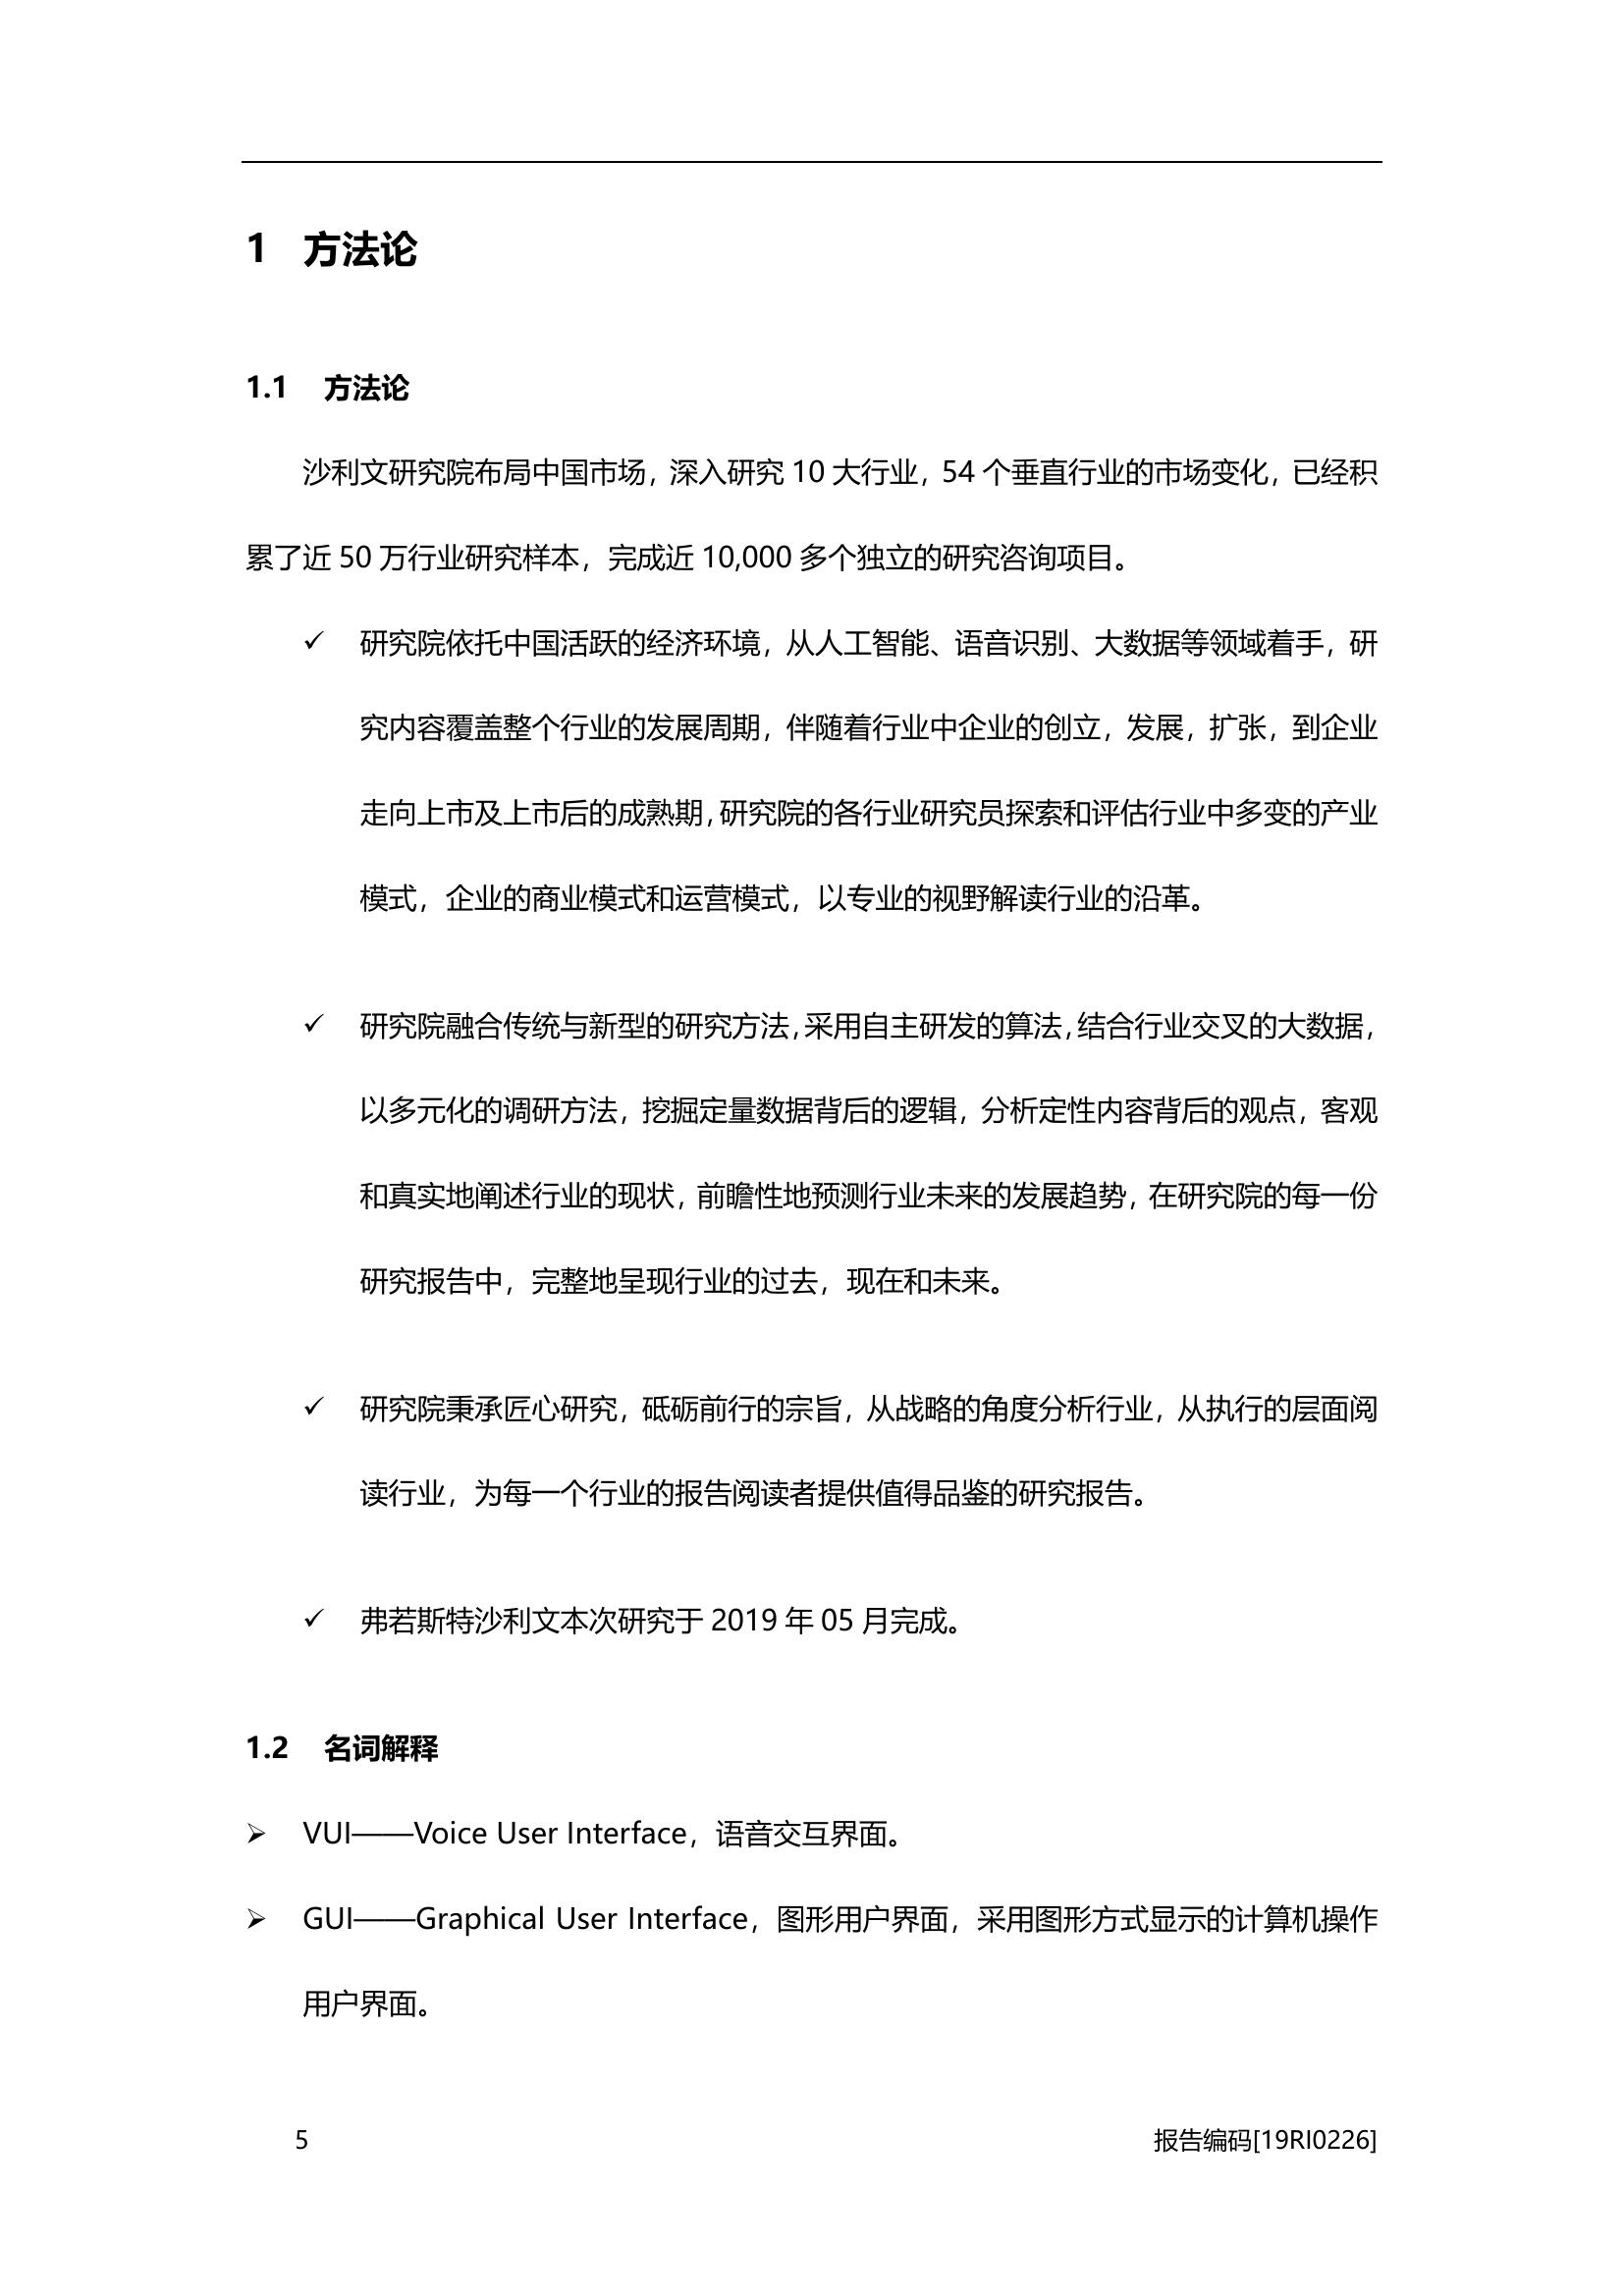 1 方法论
1.1 方法论
沙利文研究院布局中国市场，深入研究 10 大行业，54 个垂直行业的市场变化，已经积
累了近 50 万行业研究样本，完成近 10,000 多个独立的研究咨询项目。
✓ 研究院依托中国活跃的经济环境，从人工智能、语音识别、大数据等领域着手，研
究内容覆盖整个行业的发展周期，伴随着行业中企业的创立，发展，扩张，到企业
走向上市及上市后的成熟期，研究院的各行业研究员探索和评估行业中多变的产业
模式，企业的商业模式和运营模式，以专业的视野解读行业的沿革。
✓ 研究院融合传统与新型的研究方法，采用自主研发的算法，结合行业交叉的大数据，
以多元化的调研方法，挖掘定量数据背后的逻辑，分析定性内容背后的观点，客观
和真实地阐述行业的现状，前瞻性地预测行业未来的发展趋势，在研究院的每一份
研究报告中，完整地呈现行业的过去，现在和未来。
✓ 研究院秉承匠心研究，砥砺前行的宗旨，从战略的角度分析行业，从执行的层面阅
读行业，为每一个行业的报告阅读者提供值得品鉴的研究报告。
✓ 弗若斯特沙利文本次研究于 2019 年 05 月完成。
1.2 名词解释
➢ VUI——Voice User Interface，语音交互界面。
➢ GUI——Graphical User Interface，图形用户界面，采用图形方式显示的计算机操作
用户界面。
5 报告编码[19RI0226]